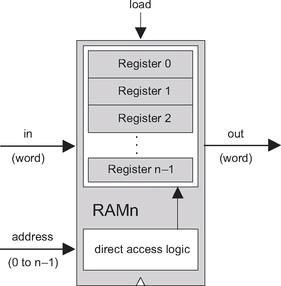 load
Register 0
Register 1
Register 2
in
(word)
out
(word)
Register n−1
RAMn
address
(0 to n−1)
direct access logic